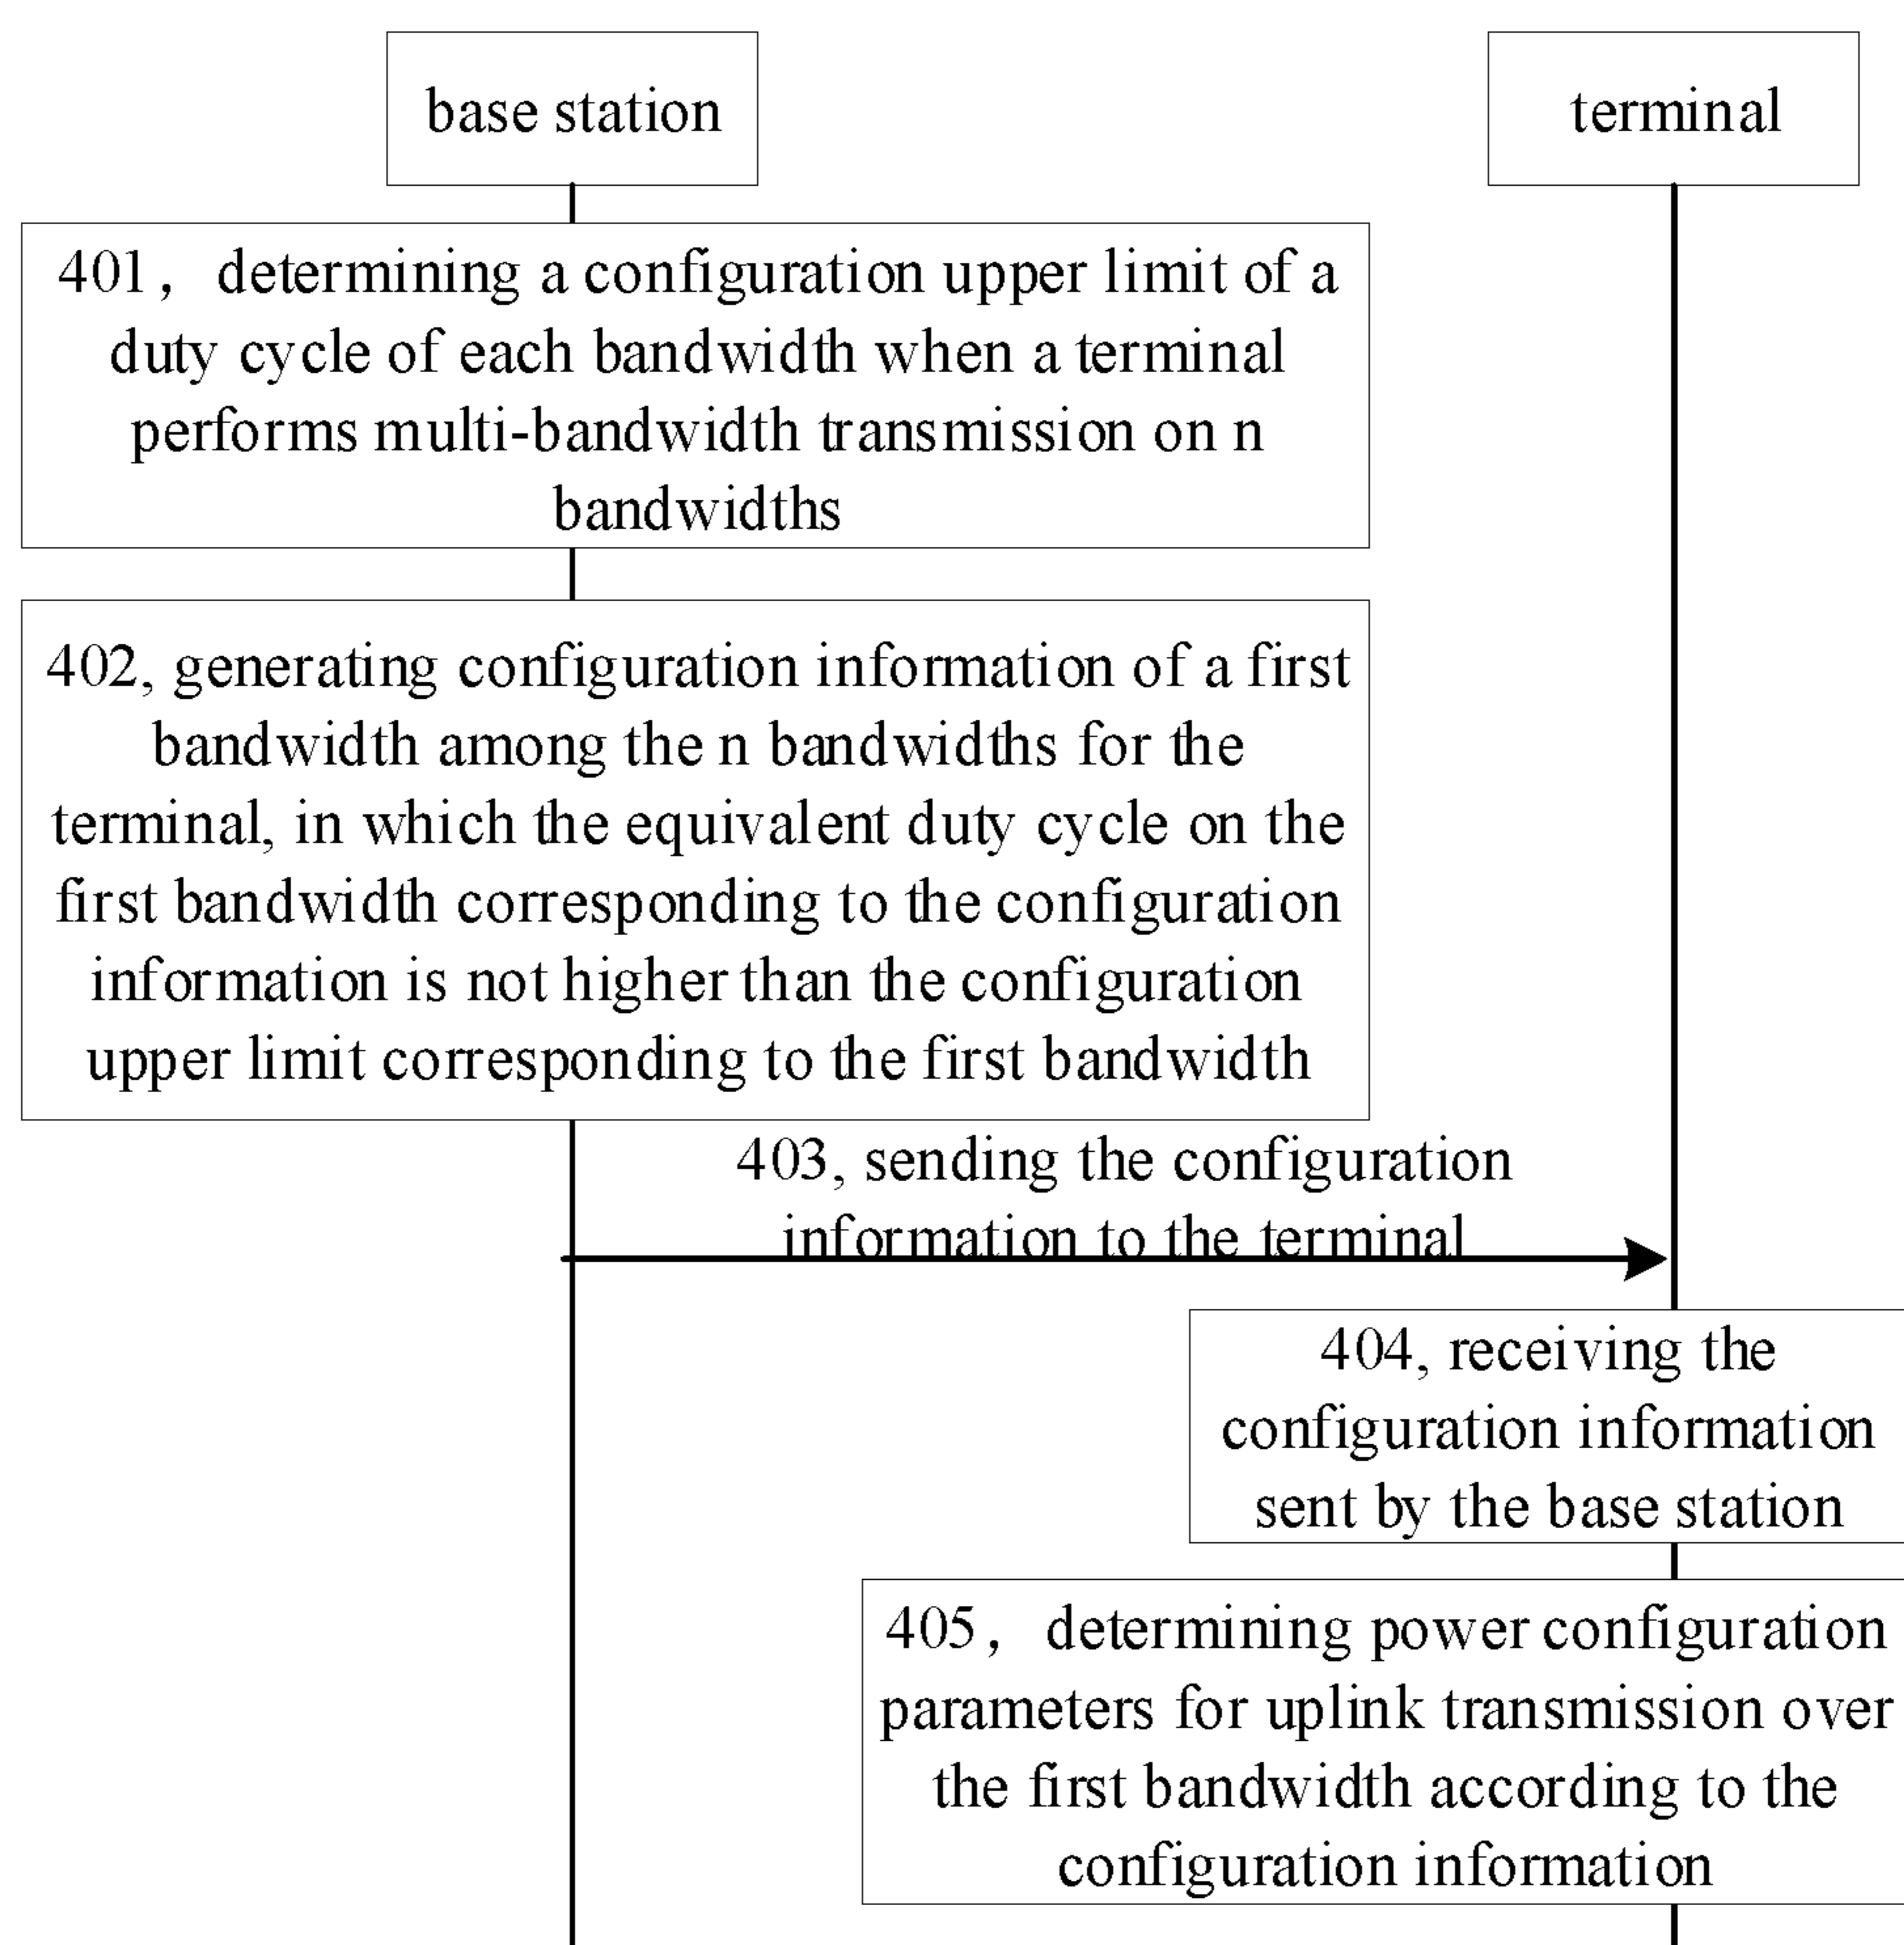 base station
terminal
401，determining a configuration upper limit of a
duty cycle of each bandwidth when a terminal
performs multi-bandwidth transmission on n
bandwidths
402, generating configuration information of a first
bandwidth among the n bandwidths for the
terminal, in which the equivalent duty cycle on the
first bandwidth corresponding to the configuration
information is not higher than the configuration
upper limit corresponding to the first bandwidth
403, sending the configuration
information to the terminal
404, receiving the
configuration information
sent by the base station
405，determining power configuration
parameters for uplink transmission over
the first bandwidth according to the
configuration information